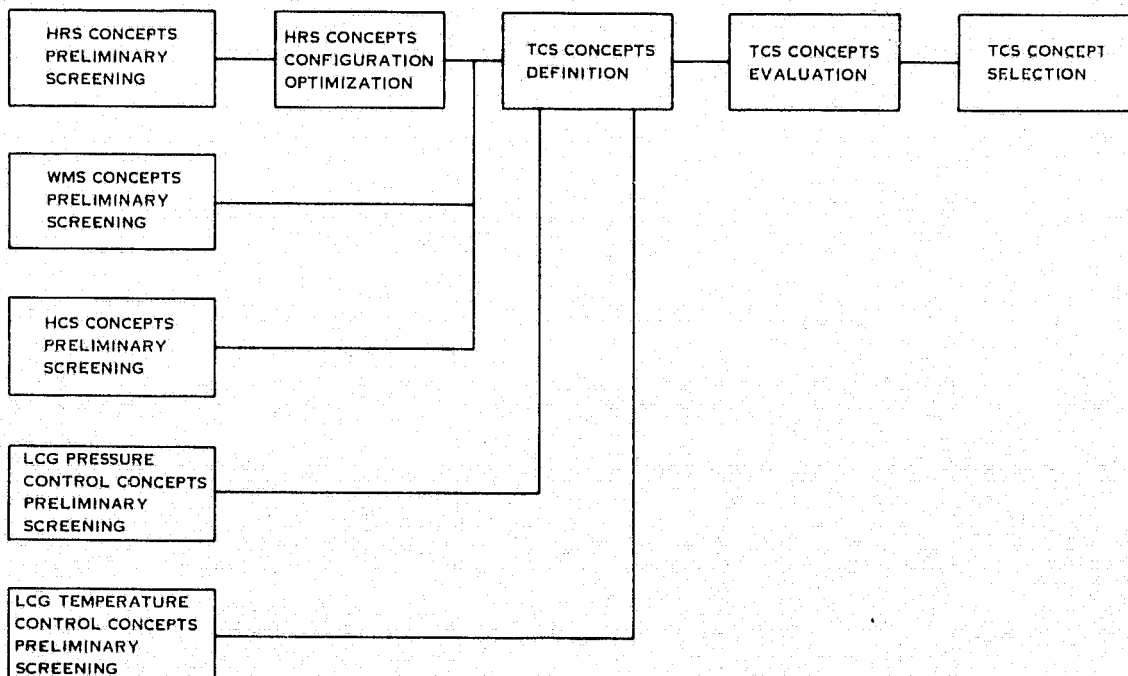 HRS CONCEPTS
PRELIMINARY
SCREENING
HRS CONCEPTS
CONFIGURATION
OPTIMIZATION
TCS CONCEPTS
DEFINITION
TCS CONCEPTS
EVALUATION
TCS CONCEPT
SELECTION
WMS CONCEPTS
PRELIMINARY
SCREENING
HCS CONCEPTS
PRELIMINARY
SCREENING
LCG PRESSURE
CONTROL CONCEPTS
PRELIMINARY
SCREENING
LCG TEMPERATURE
CONTROL CONCEPTS
PRELIMINARY
SCREENING